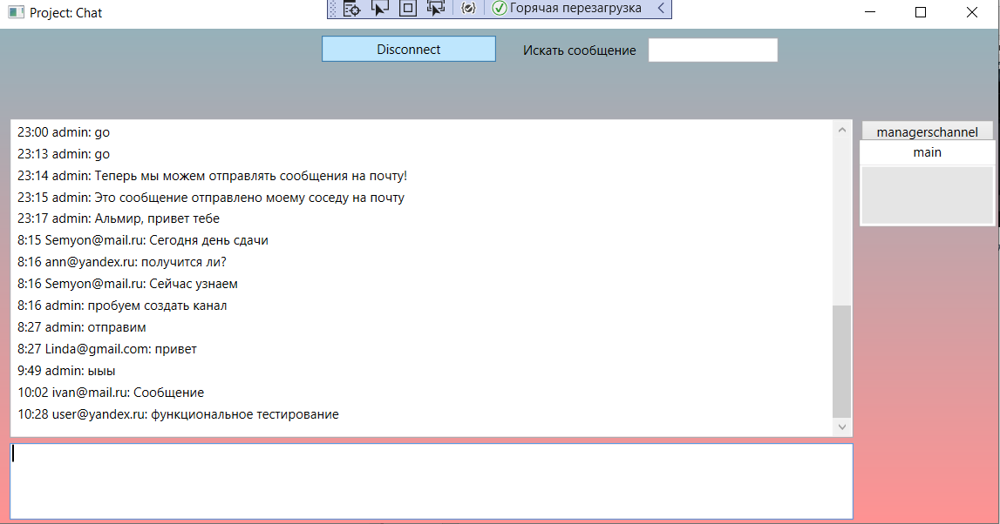 Project: Chat
Горячая перезагрузка
Disconnect
Искать сообщение
23:00 admin: go
23:13 admin: go
23:14 admin: Теперь мы можем отправлять сообщения на почту!
23:15 admin: Это сообщение отправлено моему соседу на почту
23:17 admin: Альмир, привет тебе
8:15 Semyon@mail.ru: Сегодня день сдачи
8:16 ann@yandex.ru: получится ли?
8:16 Semyon@mail.ru: Сейчас узнаем
8:16 admin: пробуем создать канал
8:27 admin: отправим
8:27 Linda@gmail.com: привет
9:49 admin: ыыы
10:02 ivan@mail.ru: Сообщение
10:28 user@yandex.ru: функциональное тестирование
managerschannel
main